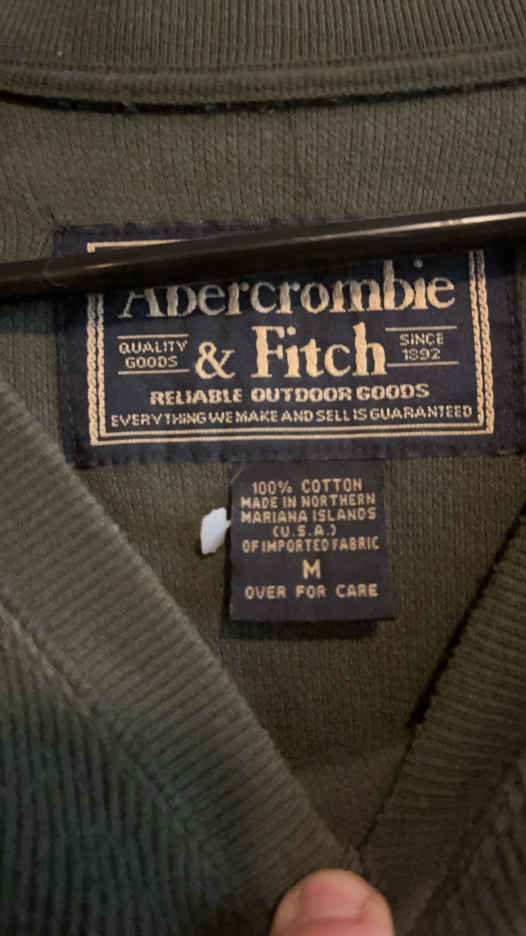 Abercrombie
& Fitch
QUALITY
GOODS
SINCE
1892
RELIABLE OUTDOOR GOODS
EVERYTHING WE MAKE AND SELL IS GUARANTEED
100% COTTON
MADE IN NORTHERN
MARIANA ISLANDS
(U.S.A.)
OF IMPORTED FABRIC
M
OVER FOR CARE